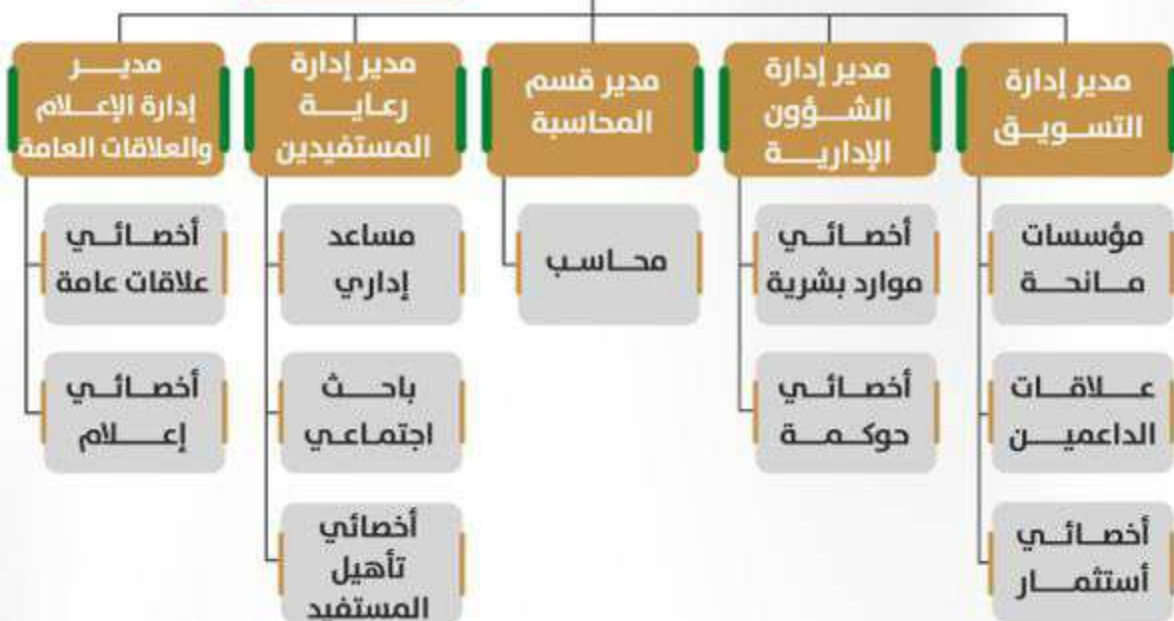 مدير إدارة
التسويق
مدير إدارة
الشؤون
الإدارية
مدير قسم
المحاسبة
مدير إدارة
رعاية
المستفيدين
مدير
إدارة الإعلام
والعلاقات العامة
مؤسسات
مانحة
علاقات
الداعمين
أخصائي
أستثمار
أخصائي
موارد بشرية
أخصائي
حوكمة
محاسب
مساعد
إداري
باحث
اجتماعي
أخصائي
تأهيل
المستفيد
أخصائي
علاقات عامة
أخصائي
إعلام